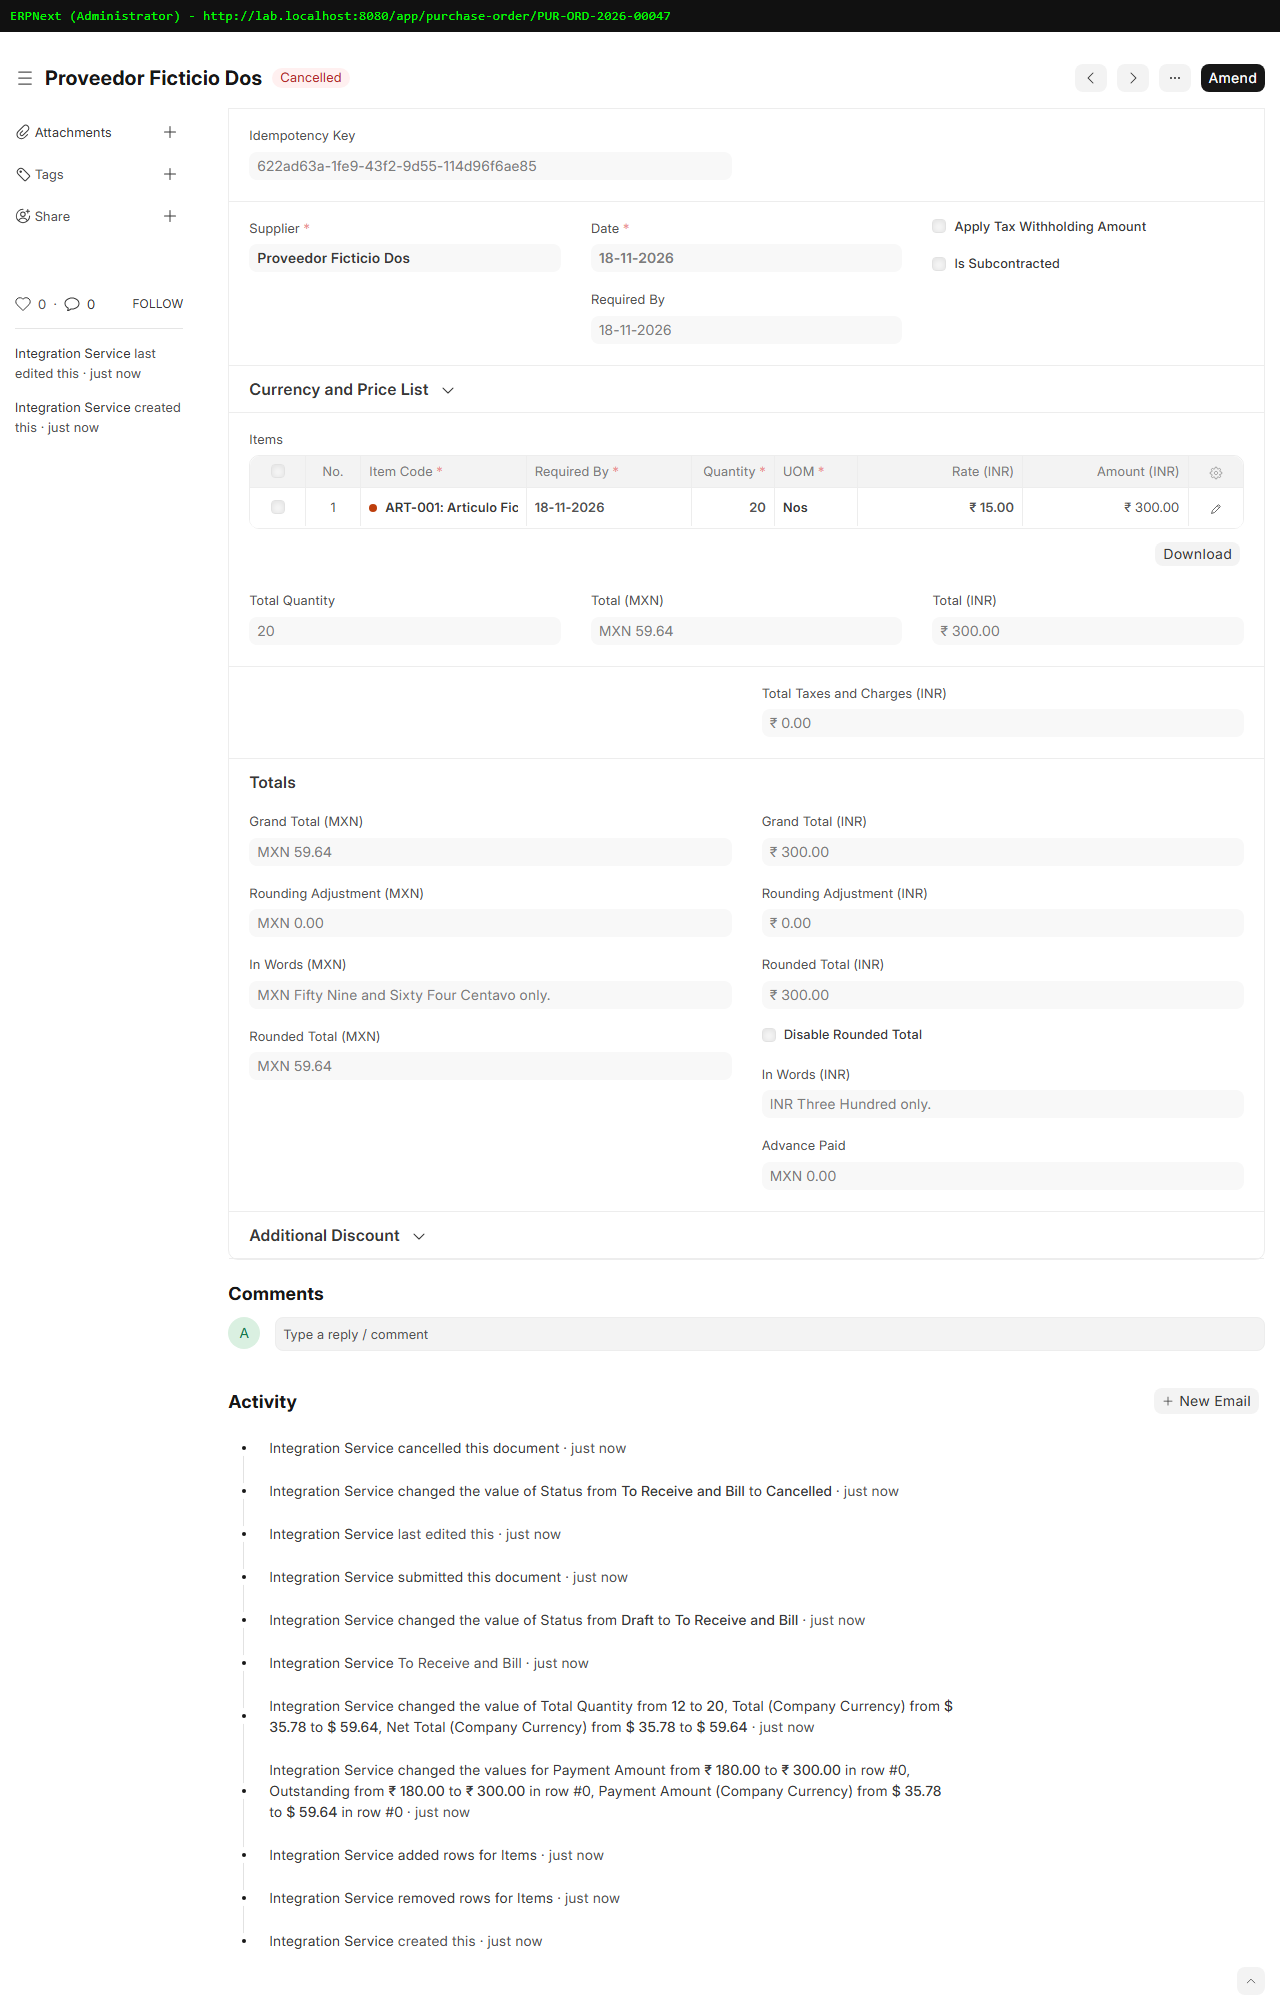 ERPNext (Administrator) - http://lab.localhost:8080/app/purchase-order/PUR-ORD-2026-00047
Proveedor Ficticio Dos
Cancelled
Amend
Attachments
Tags
Share
0 · 0
FOLLOW
Integration Service last
edited this · just now
Integration Service created
this · just now
Idempotency Key
622ad63a-1fe9-43f2-9d55-114d96f6ae85
Supplier *
Proveedor Ficticio Dos
Date *
18-11-2026
Required By
18-11-2026
Apply Tax Withholding Amount
Is Subcontracted
Currency and Price List
Items
No. Item Code * Required By * Quantity * UOM * Rate (INR) Amount (INR)
1 ART-001: Articulo Fic 18-11-2026 20 Nos ₹ 15.00 ₹ 300.00
Download
Total Quantity
20
Total (MXN)
MXN 59.64
Total (INR)
₹ 300.00
Total Taxes and Charges (INR)
₹ 0.00
Totals
Grand Total (MXN)
MXN 59.64
Rounding Adjustment (MXN)
MXN 0.00
In Words (MXN)
MXN Fifty Nine and Sixty Four Centavo only.
Rounded Total (MXN)
MXN 59.64
Grand Total (INR)
₹ 300.00
Rounding Adjustment (INR)
₹ 0.00
Rounded Total (INR)
₹ 300.00
Disable Rounded Total
In Words (INR)
INR Three Hundred only.
Advance Paid
MXN 0.00
Additional Discount
Comments
A
Type a reply / comment
Activity
New Email
Integration Service cancelled this document · just now
Integration Service changed the value of Status from To Receive and Bill to Cancelled · just now
Integration Service last edited this · just now
Integration Service submitted this document · just now
Integration Service changed the value of Status from Draft to To Receive and Bill · just now
Integration Service To Receive and Bill · just now
Integration Service changed the value of Total Quantity from 12 to 20, Total (Company Currency) from $
35.78 to $ 59.64, Net Total (Company Currency) from $ 35.78 to $ 59.64 · just now
Integration Service changed the values for Payment Amount from ₹ 180.00 to ₹ 300.00 in row #0,
Outstanding from ₹ 180.00 to ₹ 300.00 in row #0, Payment Amount (Company Currency) from $ 35.78
to $ 59.64 in row #0 · just now
Integration Service added rows for Items · just now
Integration Service removed rows for Items · just now
Integration Service created this · just now